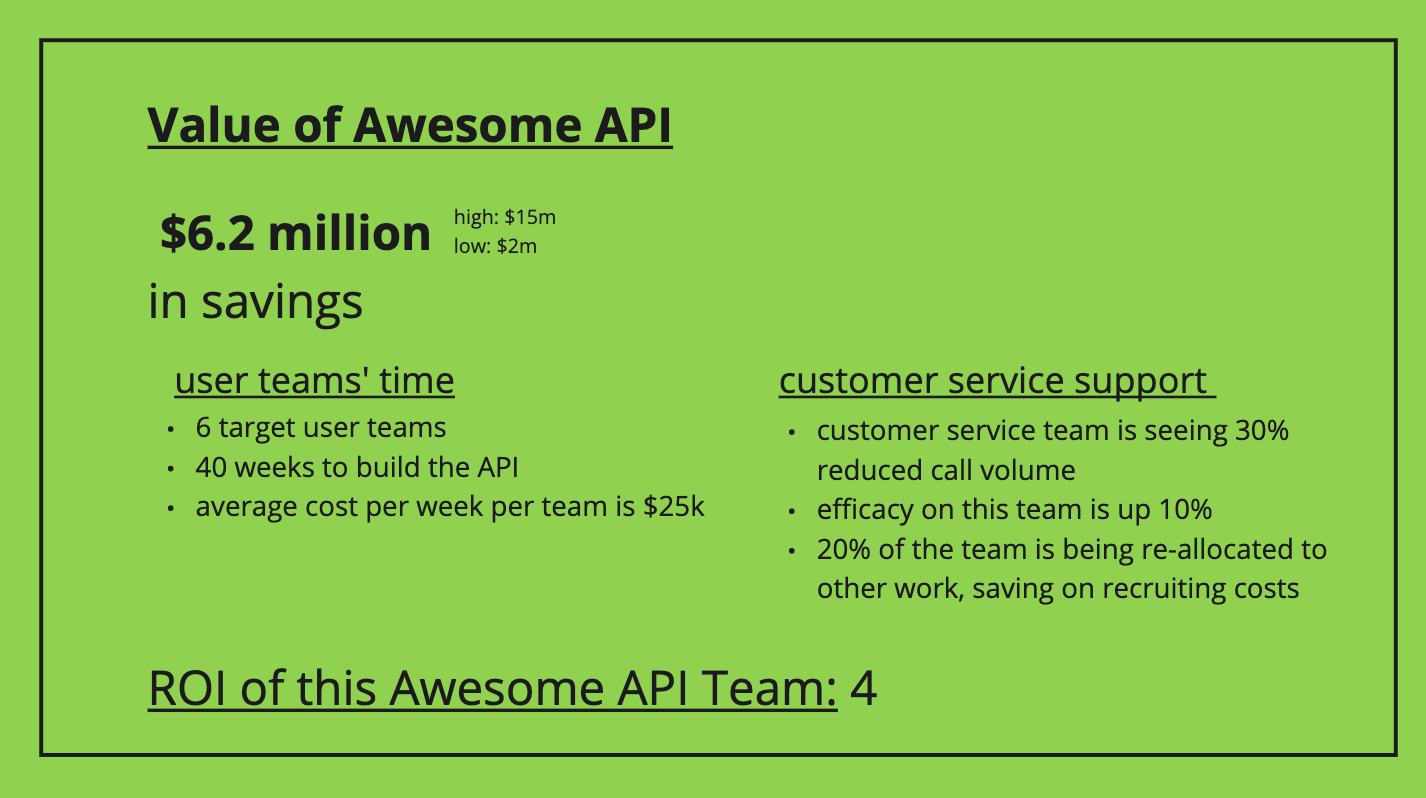 Value of Awesome API
$6.2 million
high: $15m
low: $2m
in savings
user teams' time
• 6 target user teams
• 40 weeks to build the API
• average cost per week per team is $25k
customer service support
• customer service team is seeing 30%
reduced call volume
• efficacy on this team is up 10%
• 20% of the team is being re-allocated to
other work, saving on recruiting costs
ROI of this Awesome API Team: 4